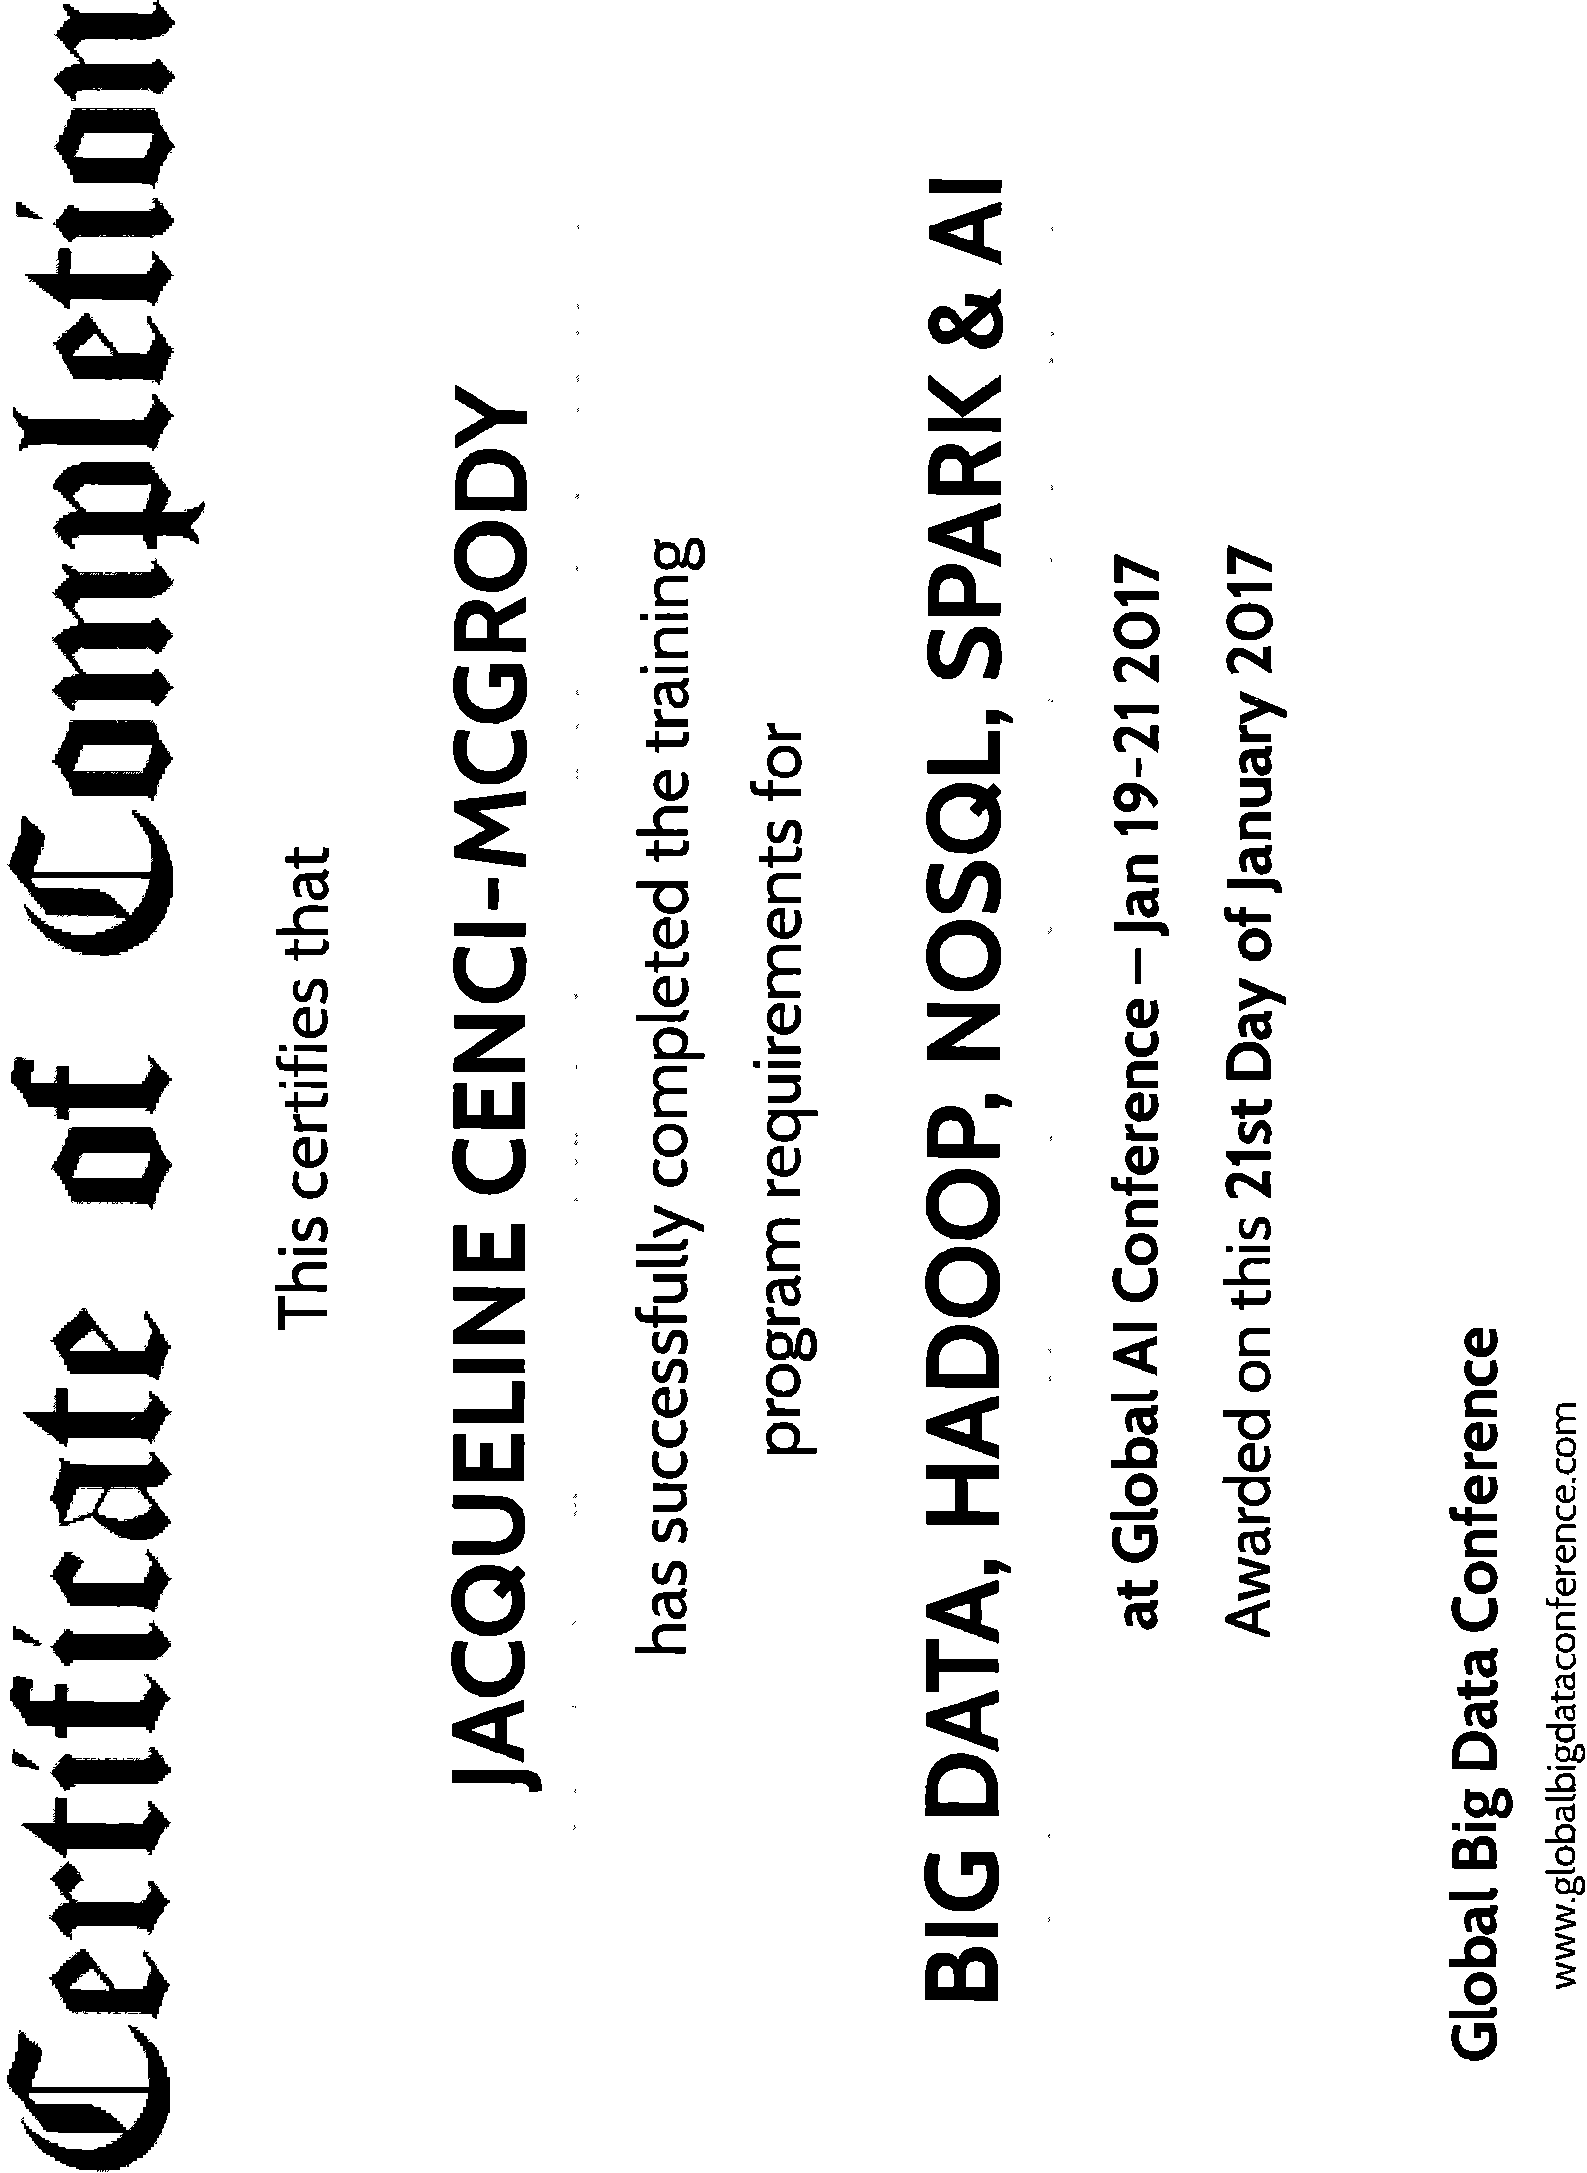 Certificate of Completion
This certifies that
JACQUELINE CENCI-MCGRODY
has successfully completed the training
program requirements for
BIG DATA, HADOOP, NOSQL, SPARK & AI
at Global AI Conference – Jan 19-21 2017
Awarded on this 21st Day of January 2017
Global Big Data Conference
www.globalbigdataconference.com